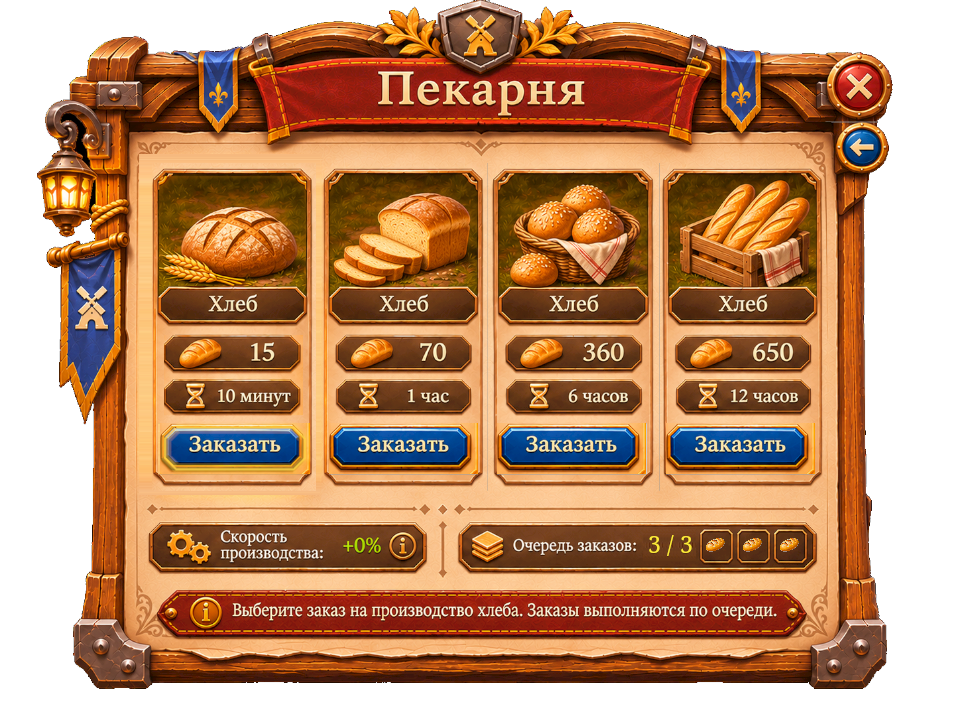 Пекарня
Хлеб
Хлеб
Хлеб
Хлеб
15
70
360
650
10 минут
1 час
6 часов
12 часов
Заказать
Заказать
Заказать
Заказать
Скорость
производства:
+0%
i
Очередь заказов:
3 / 3
i
Выберите заказ на производство хлеба. Заказы выполняются по очереди.